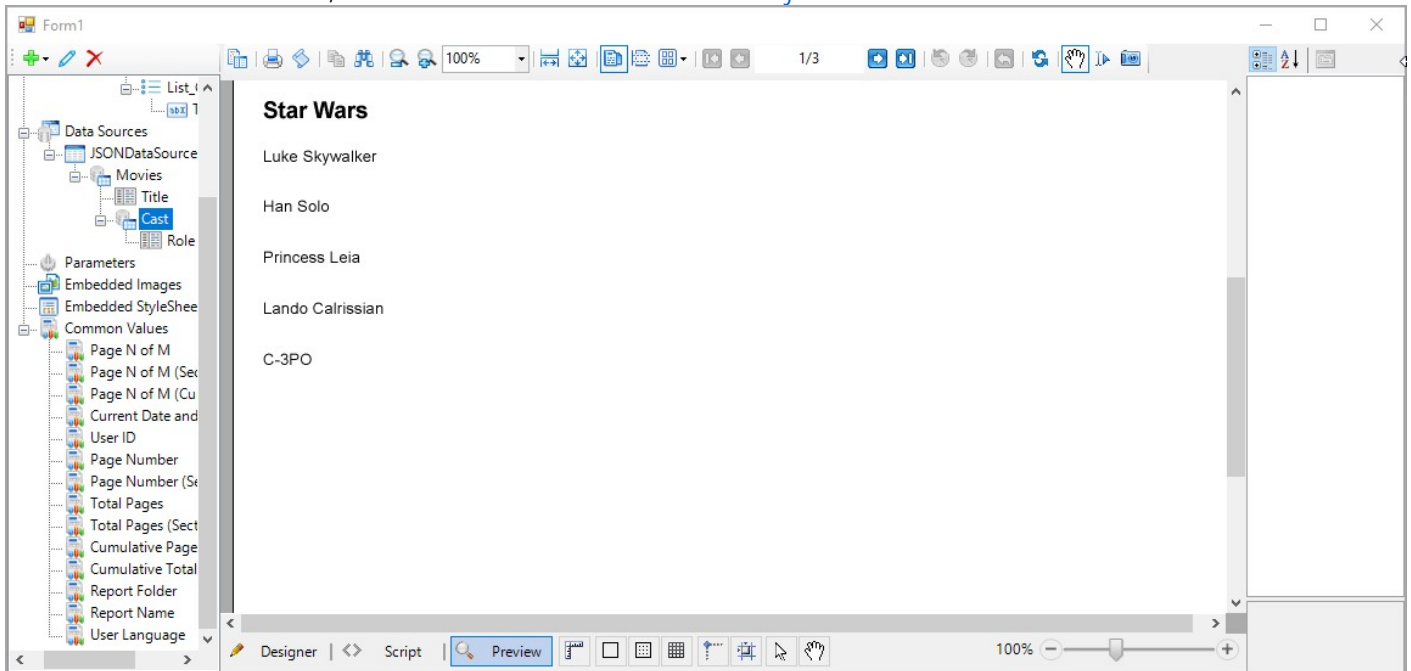 Form1
100%
1/3
List_
Data Sources
JSONDataSource
Movies
Title
Cast
Role
Parameters
Embedded Images
Embedded StyleShee
Common Values
Page N of M
Page N of M (Sec
Page N of M (Cu
Current Date and
User ID
Page Number
Page Number (Se
Total Pages
Total Pages (Sect
Cumulative Page
Cumulative Total
Report Folder
Report Name
User Language
Star Wars
Luke Skywalker
Han Solo
Princess Leia
Lando Calrissian
C-3PO
Designer
Script
Preview
100%